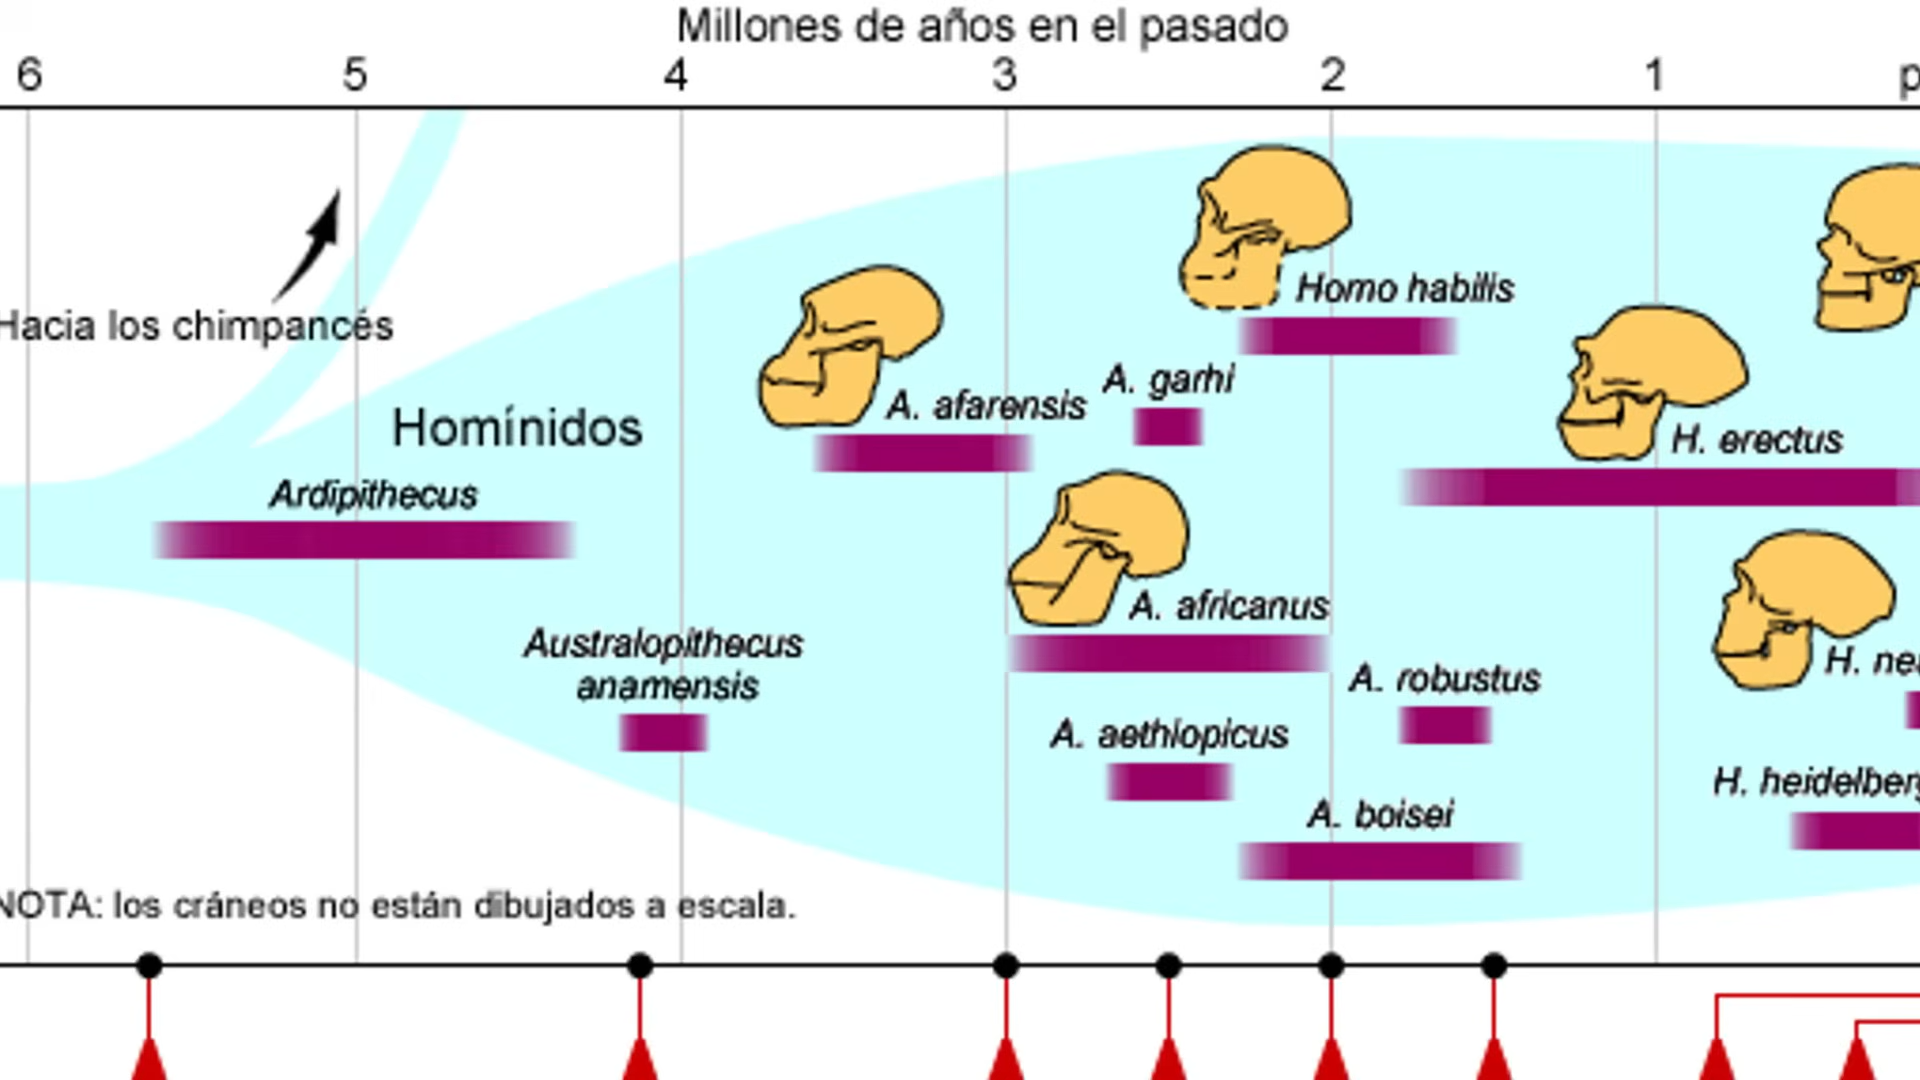 Millones de años en el pasado
6 5 4 3 2 1
Homo habilis
Hacia los chimpancés
A. garhi
A. afarensis
Homínidos
H. erectus
Ardipithecus
A. africanus
Australopithecus
anamensis
H.
A. robustus
A. aethiopicus
H.
A. boisei
NOTA: los cráneos no están dibujados a escala.